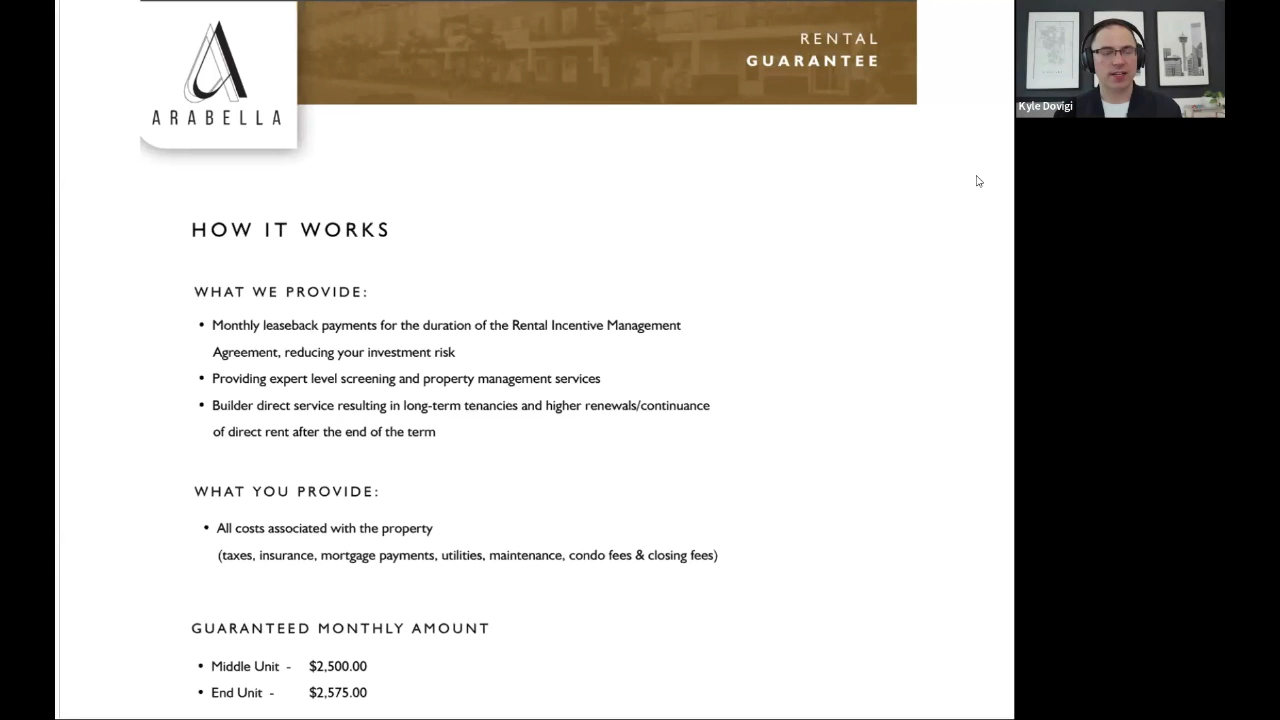 RENTAL
GUARANTEE
ARABELLA
Kyle Dovigi
HOW IT WORKS
WHAT WE PROVIDE:
• Monthly leaseback payments for the duration of the Rental Incentive Management
Agreement, reducing your investment risk
• Providing expert level screening and property management services
• Builder direct service resulting in long-term tenancies and higher renewals/continuance
of direct rent after the end of the term
WHAT YOU PROVIDE:
• All costs associated with the property
(taxes, insurance, mortgage payments, utilities, maintenance, condo fees & closing fees)
GUARANTEED MONTHLY AMOUNT
• Middle Unit - $2,500.00
• End Unit - $2,575.00